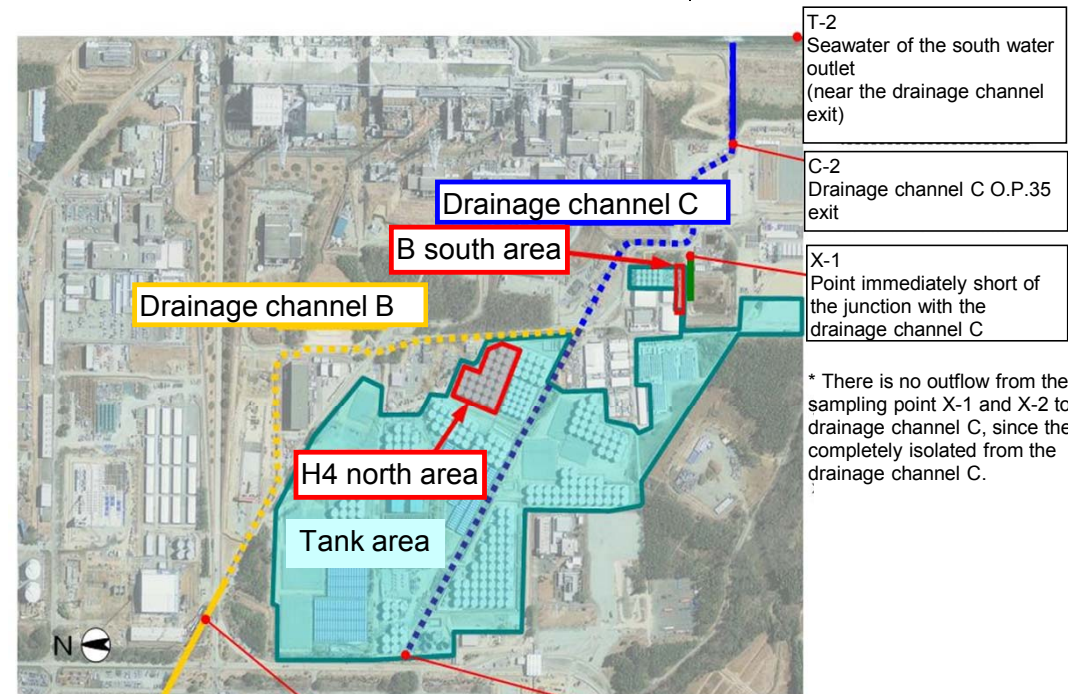 T-2
Seawater of the south water
outlet
(near the drainage channel
exit)
C-2
Drainage channel C O.P.35
exit
X-1
Point immediately short of
the junction with the
drainage channel C
* There is no outflow from the
sampling point X-1 and X-2 to
drainage channel C, since the
completely isolated from the
drainage channel C.
Drainage channel C
B south area
Drainage channel B
H4 north area
Tank area
N